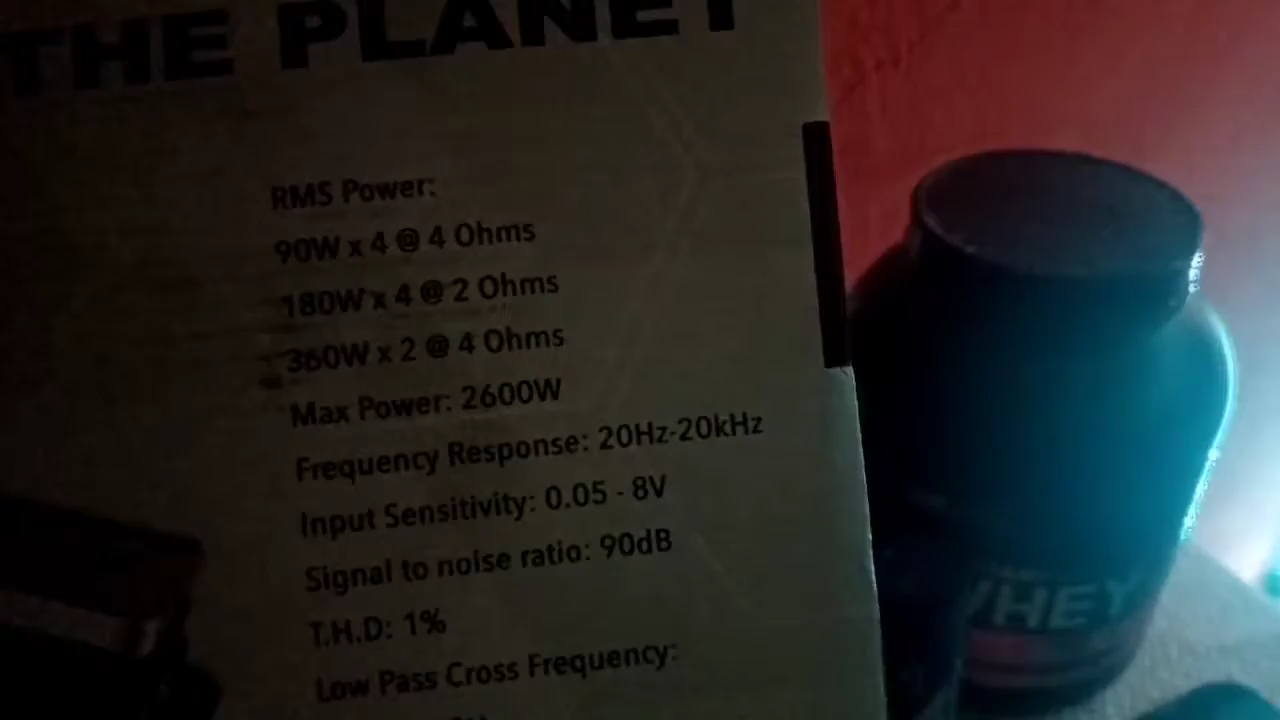 THE PLANET
RMS Power:
90W x 4 @ 4 Ohms
180W x 4 @ 2 Ohms
360W x 2 @ 4 Ohms
Max Power: 2600W
Frequency Response: 20Hz-20kHz
Input Sensitivity: 0.05 - 8V
Signal to noise ratio: 90dB
T.H.D: 1%
Low Pass Cross Frequency:
WHEY